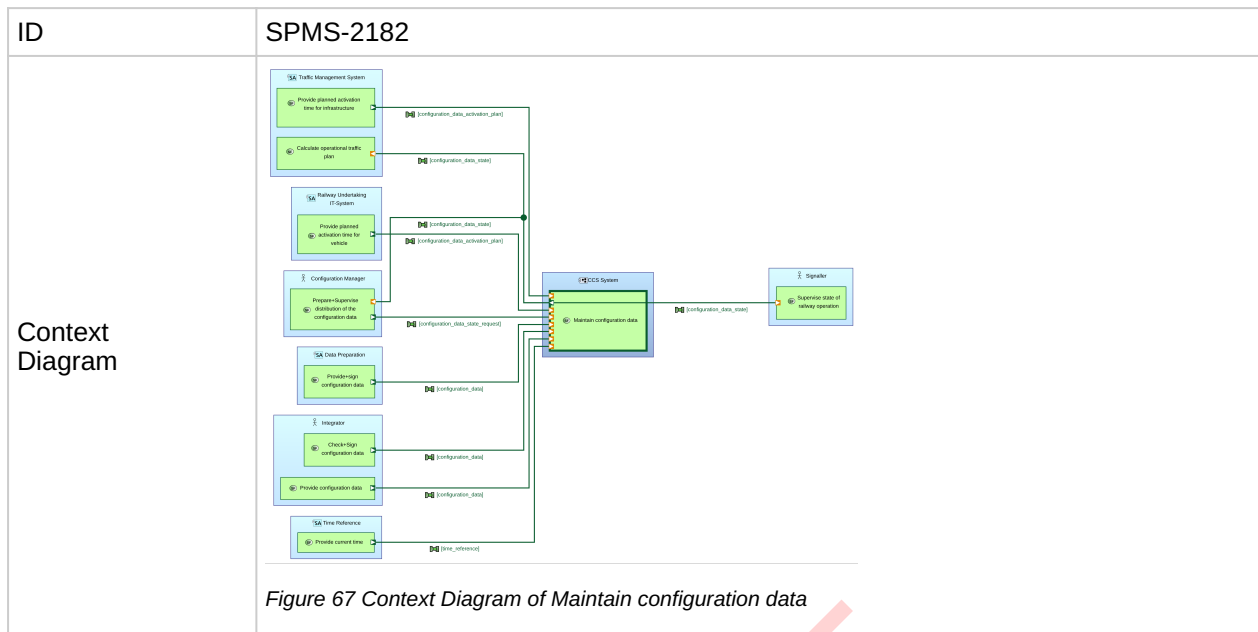 ID
SPMS-2182
Context
Diagram
SA Traffic Management System
Provide planned activation
time for infrastructure
[configuration_data_activation_plan]
Calculate operational traffic
plan
[configuration_data_state]
SA Railway Undertaking
IT-System
Provide planned
activation time for
vehicle
[configuration_data_state]
[configuration_data_activation_plan]
Configuration Manager
Prepare+Supervise
distribution of the
configuration data
[configuration_data_state_request]
CCS System
Maintain configuration data
[configuration_data_state]
Signaller
Supervise state of
railway operation
SA Data Preparation
Provide+sign
configuration data
[configuration_data]
Integrator
Check+Sign
configuration data
[configuration_data]
Provide configuration data
[configuration_data]
SA Time Reference
Provide current time
[time_reference]
Figure 67 Context Diagram of Maintain configuration data